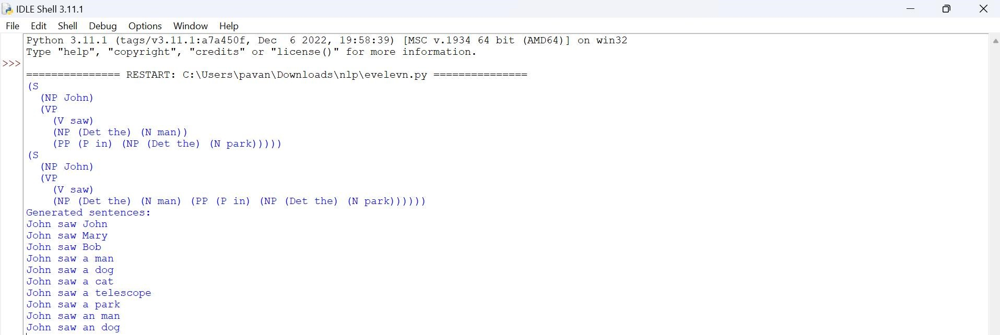 IDLE Shell 3.11.1
File Edit Shell Debug Options Window Help
Python 3.11.1 (tags/v3.11.1:a7a450f, Dec  6 2022, 19:58:39) [MSC v.1934 64 bit (AMD64)] on win32
Type "help", "copyright", "credits" or "license()" for more information.
>>>
=============== RESTART: C:\Users\pavan\Downloads\nlp\evelevn.py ===============
(S
  (NP John)
  (VP
    (V saw)
    (NP (Det the) (N man))
    (PP (P in) (NP (Det the) (N park)))))
(S
  (NP John)
  (VP
    (V saw)
    (NP (Det the) (N man) (PP (P in) (NP (Det the) (N park))))))
Generated sentences:
John saw John
John saw Mary
John saw Bob
John saw a man
John saw a dog
John saw a cat
John saw a telescope
John saw a park
John saw an man
John saw an dog